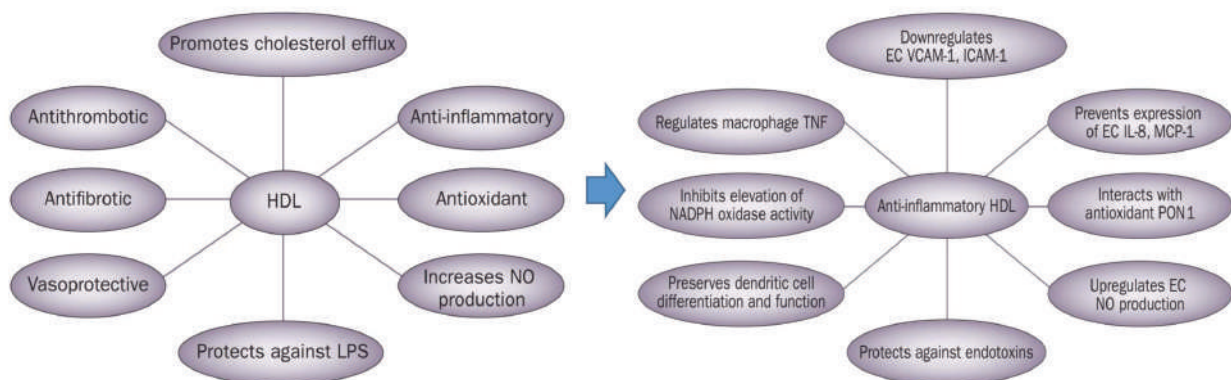 Promotes cholesterol efflux
Antithrombotic
Anti-inflammatory
Antifibrotic
HDL
Antioxidant
Vasoprotective
Increases NO
production
Protects against LPS
Downregulates
EC VCAM-1, ICAM-1
Regulates macrophage TNF
Prevents expression
of EC IL-8, MCP-1
Inhibits elevation of
NADPH oxidase activity
Anti-inflammatory HDL
Interacts with
antioxidant PON1
Preserves dendritic cell
differentiation and function
Upregulates EC
NO production
Protects against endotoxins